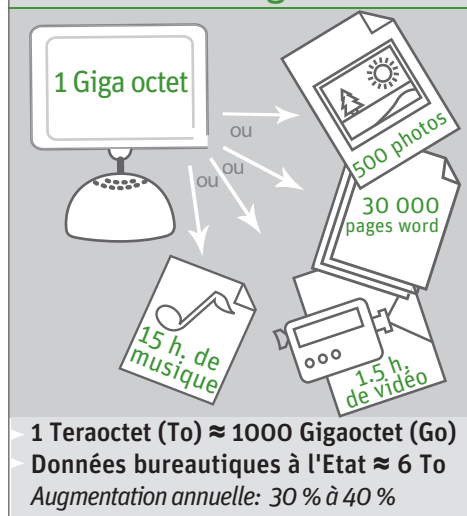 1 Giga octet
ou
ou
ou
500 photos
30 000
pages word
15 h. de
musique
1.5 h.
de vidéo
1 Teraoctet (To) ≈ 1000 Gigaoctet (Go)
Données bureautiques à l'Etat ≈ 6 To
Augmentation annuelle: 30 % à 40 %